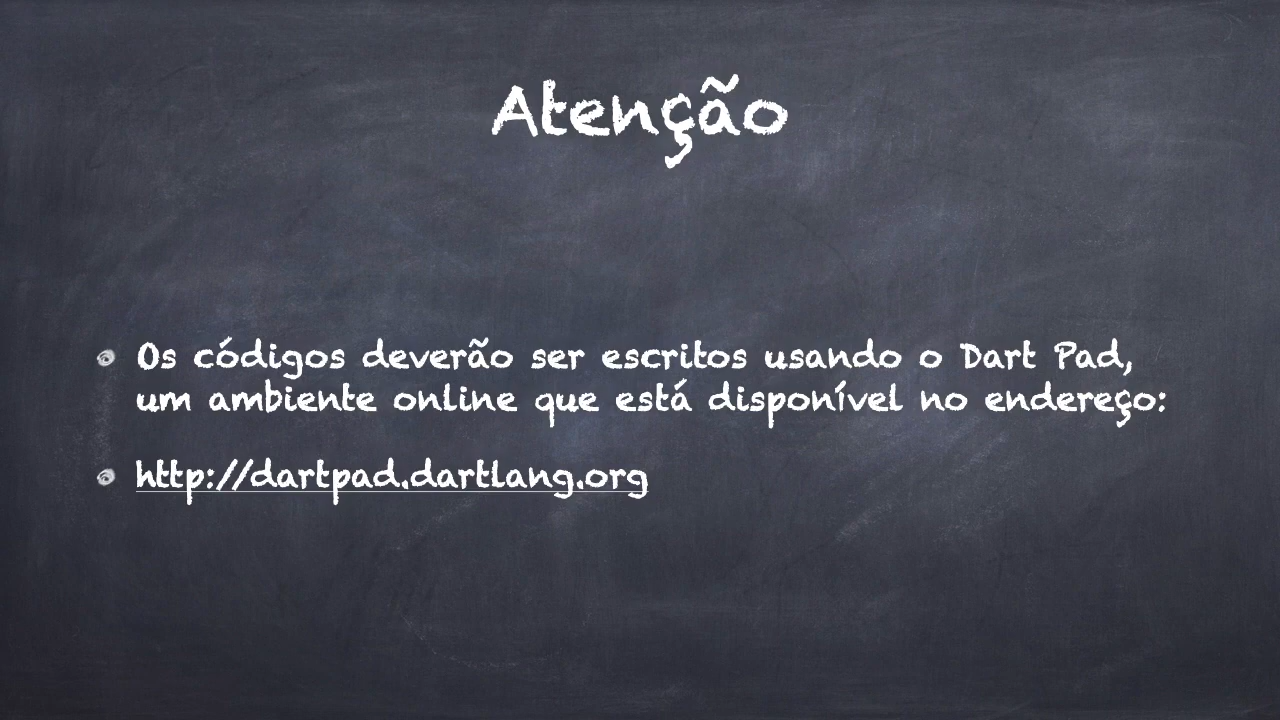 Atenção
Os códigos deverão ser escritos usando o Dart Pad,
um ambiente online que está disponível no endereço:
http://dartpad.dartlang.org